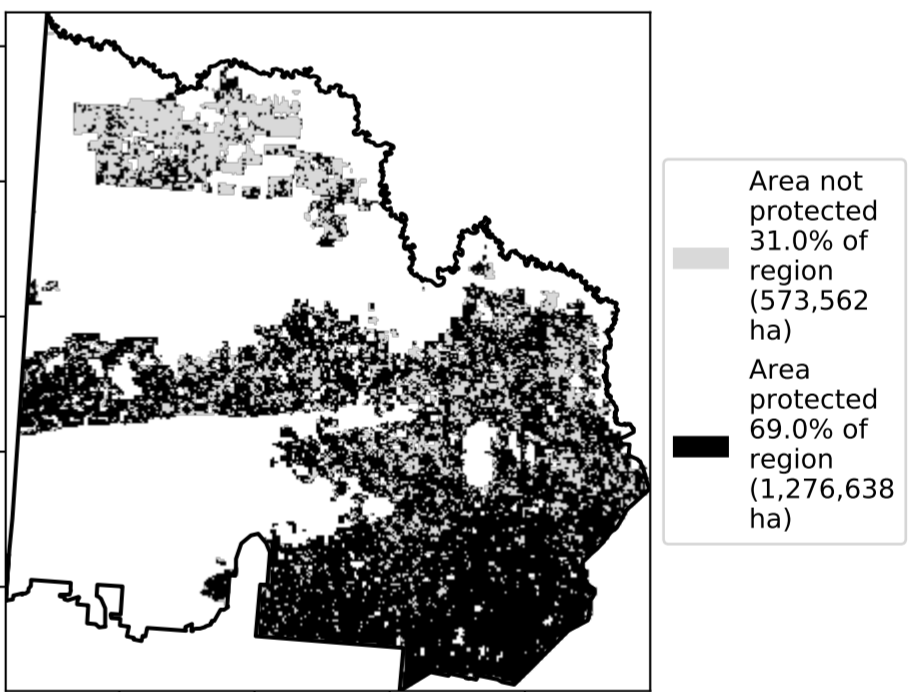 Area not
protected
31.0% of
region
(573,562
ha)
Area
protected
69.0% of
region
(1,276,638
ha)